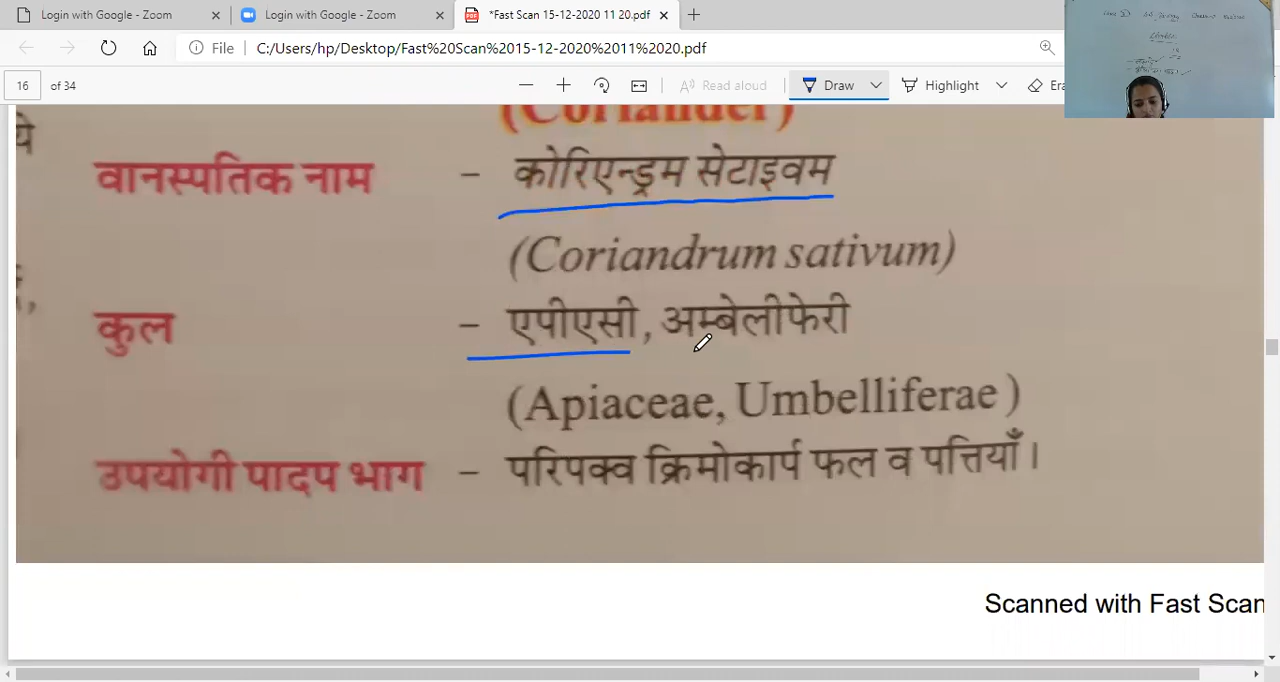 Login with Google - Zoom
Login with Google - Zoom
*Fast Scan 15-12-2020 11 20.pdf
File C:/Users/hp/Desktop/Fast%20Scan%2015-12-2020%2011%2020.pdf
16 of 34
Read aloud
Draw
Highlight
Era
(Coriander)
ये
वानस्पतिक नाम - कोरिएन्ड्रम सेटाइवम
(Coriandrum sativum)
कुल - एपीएसी, अम्बेलीफेरी
(Apiaceae, Umbelliferae)
उपयोगी पादप भाग - परिपक्व क्रिमोकार्प फल व पत्तियाँ।
Scanned with Fast Scan